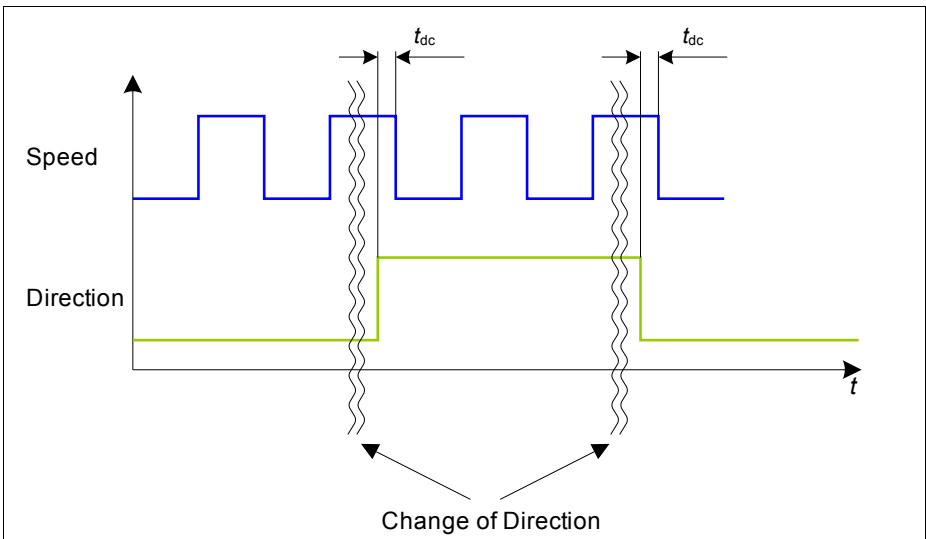 tdc
tdc
Speed
Direction
t
Change of Direction